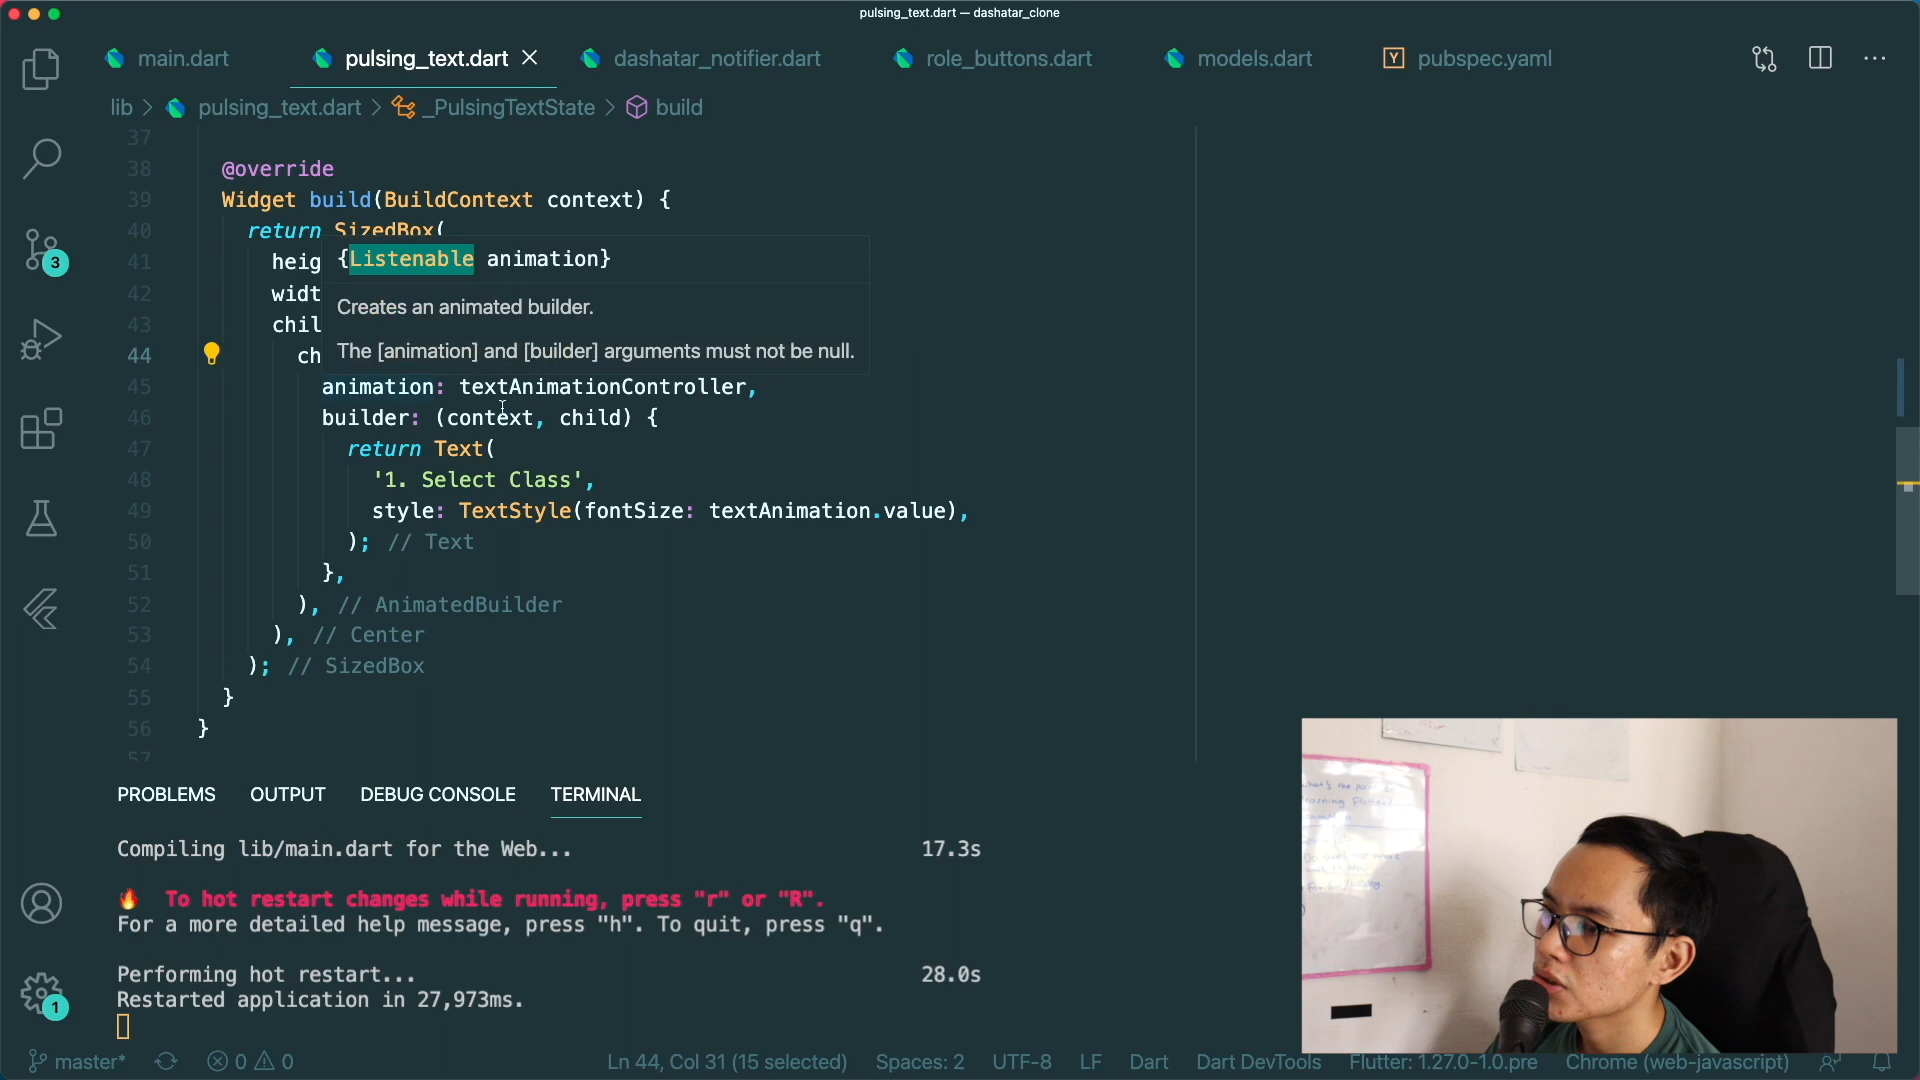 pulsing_text.dart — dashatar_clone
main.dart
pulsing_text.dart
dashatar_notifier.dart
role_buttons.dart
models.dart
Y pubspec.yaml
lib > pulsing_text.dart > _PulsingTextState > build
37
38 @override
39 Widget build(BuildContext context) {
40 return SizedBox(
41 heig
{Listenable animation}
42 widt
Creates an animated builder.
43 chil
44 ch
The [animation] and [builder] arguments must not be null.
45 animation: textAnimationController,
46 builder: (context, child) {
47 return Text(
48 '1. Select Class',
49 style: TextStyle(fontSize: textAnimation.value),
50 ); // Text
51 },
52 ), // AnimatedBuilder
53 ), // Center
54 ); // SizedBox
55 }
56 }
57
3
PROBLEMS OUTPUT DEBUG CONSOLE TERMINAL
Compiling lib/main.dart for the Web... 17.3s
🔥 To hot restart changes while running, press "r" or "R".
For a more detailed help message, press "h". To quit, press "q".
Performing hot restart... 28.0s
Restarted application in 27,973ms.
1
master* 0 0 Ln 44, Col 31 (15 selected) Spaces: 2 UTF-8 LF Dart Dart DevTools Flutter: 1.27.0-1.0.pre Chrome (web-javascript)